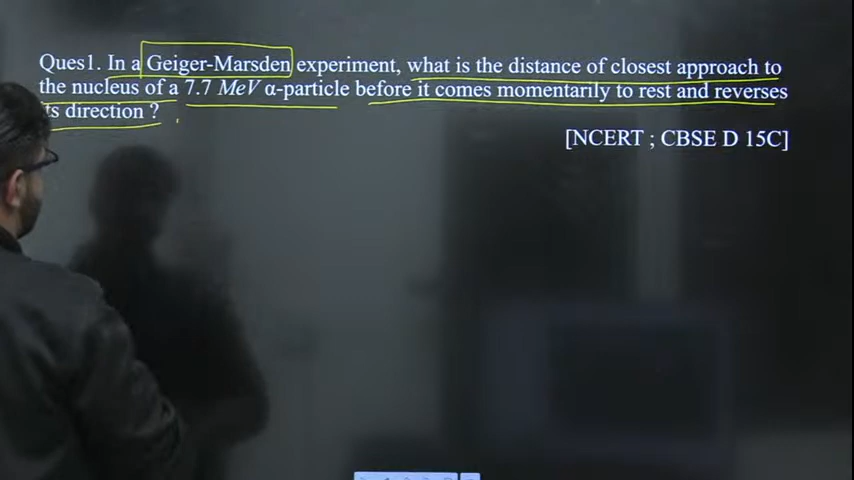 Ques1. In a Geiger-Marsden experiment, what is the distance of closest approach to
the nucleus of a 7.7 MeV α-particle before it comes momentarily to rest and reverses
its direction ?
[NCERT ; CBSE D 15C]